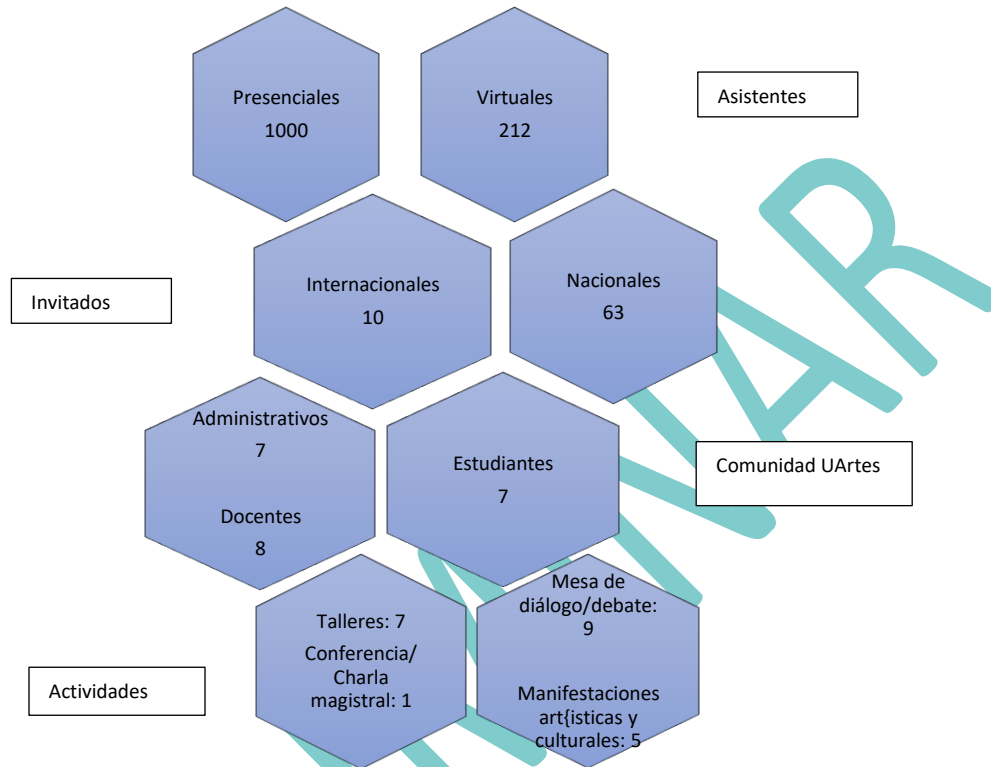 Presenciales
1000
Virtuales
212
Asistentes
Invitados
Internacionales
10
Nacionales
63
Administrativos
7
Docentes
8
Estudiantes
7
Comunidad UArtes
Actividades
Talleres: 7
Conferencia/
Charla
magistral: 1
Mesa de
diálogo/debate:
9
Manifestaciones
art{isticas y
culturales: 5